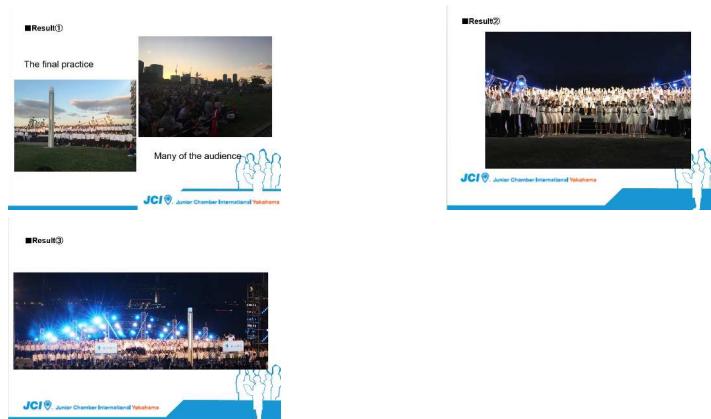 ■Result①
The final practice
Many of the audience
JCI Junior Chamber International Yokohama
■Result②
JCI Junior Chamber International Yokohama
■Result③
JCI Junior Chamber International Yokohama